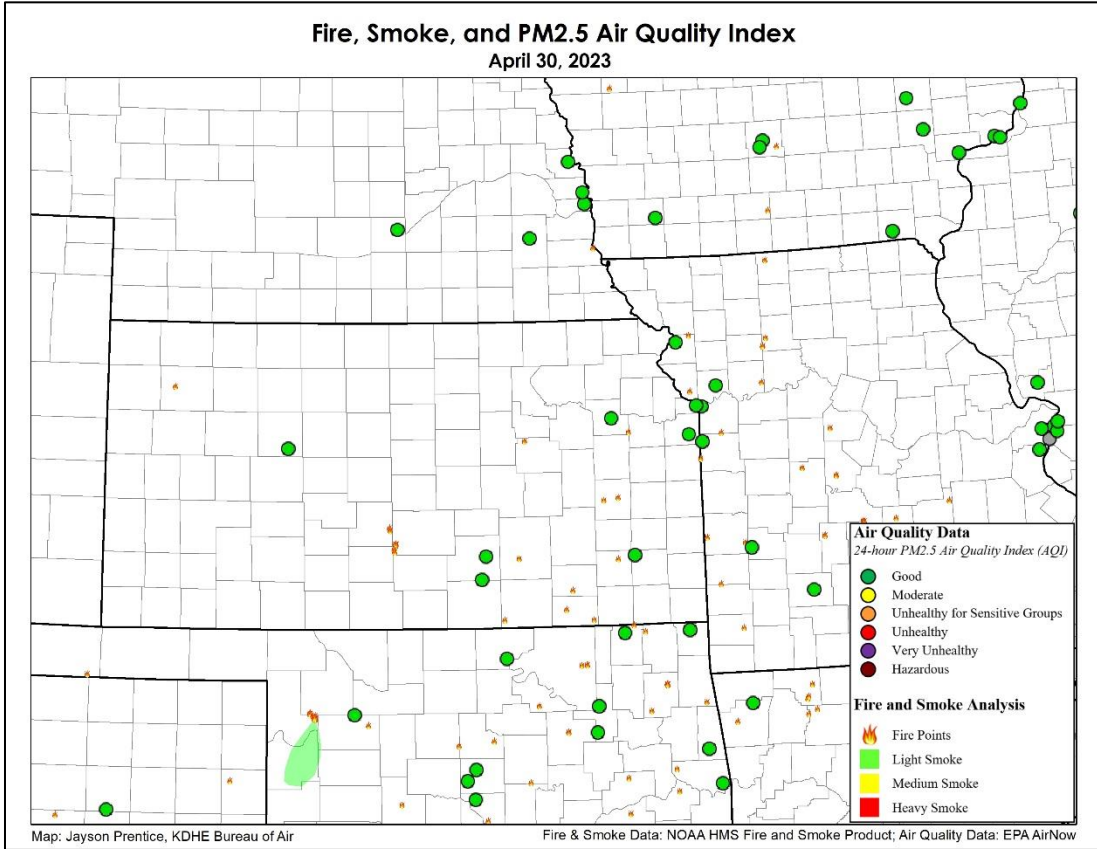 Fire, Smoke, and PM2.5 Air Quality Index
April 30, 2023
Air Quality Data
24-hour PM2.5 Air Quality Index (AQI)
Good
Moderate
Unhealthy for Sensitive Groups
Unhealthy
Very Unhealthy
Hazardous
Fire and Smoke Analysis
Fire Points
Light Smoke
Medium Smoke
Heavy Smoke
Map: Jayson Prentice, KDHE Bureau of Air
Fire & Smoke Data: NOAA HMS Fire and Smoke Product; Air Quality Data: EPA AirNow